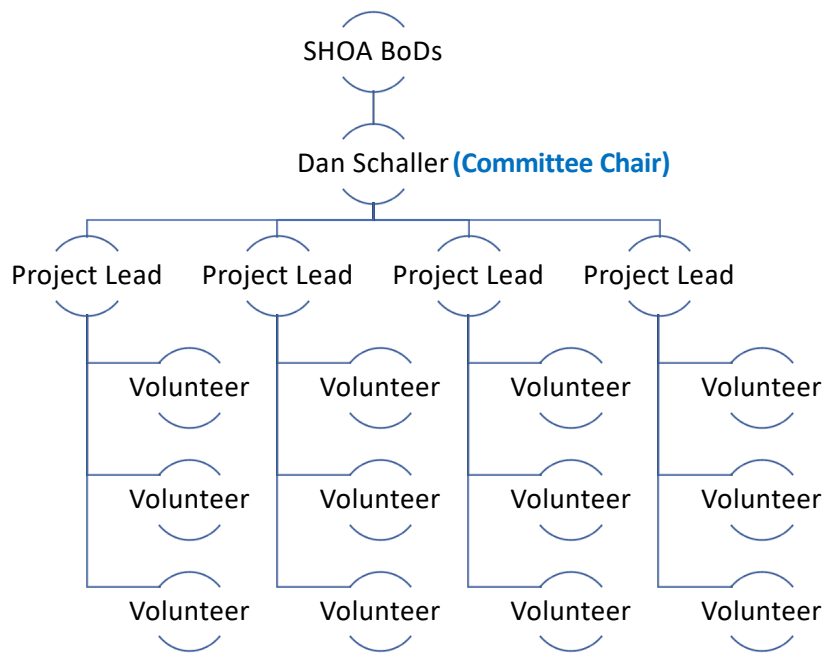 SHOA BoDs
Dan Schaller (Committee Chair)
Project Lead Project Lead Project Lead Project Lead
Volunteer Volunteer Volunteer Volunteer
Volunteer Volunteer Volunteer Volunteer
Volunteer Volunteer Volunteer Volunteer